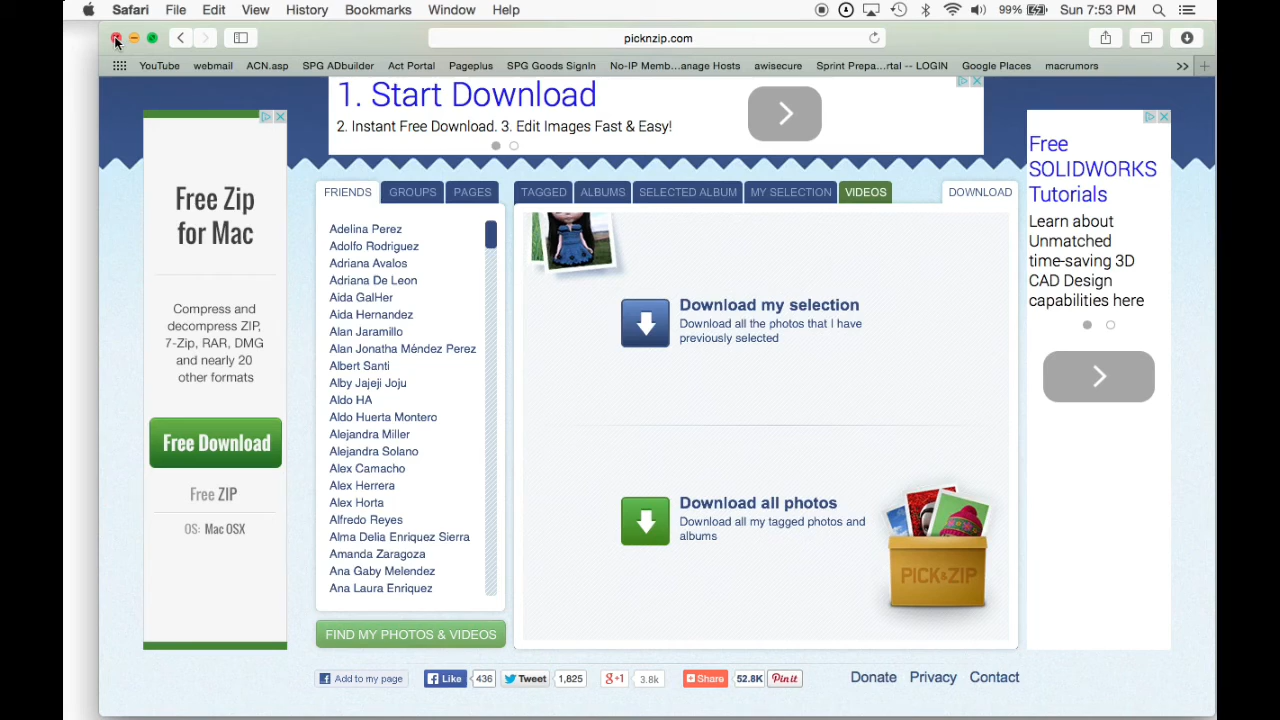 Safari File Edit View History Bookmarks Window Help 99% Sun 7:53 PM
picknzip.com
YouTube webmail ACN.asp SPG ADbuilder Act Portal Pageplus SPG Goods SignIn No-IP Memb...anage Hosts awisecure Sprint Prepa...rtal -- LOGIN Google Places macrumors
1. Start Download
2. Instant Free Download. 3. Edit Images Fast & Easy!
Free Zip
for Mac
Compress and
decompress ZIP,
7-Zip, RAR, DMG
and nearly 20
other formats
Free Download
Free ZIP
OS: Mac OSX
FRIENDS GROUPS PAGES
Adelina Perez
Adolfo Rodriguez
Adriana Avalos
Adriana De Leon
Aida GalHer
Aida Hernandez
Alan Jaramillo
Alan Jonatha Méndez Perez
Albert Santi
Alby Jajeji Joju
Aldo HA
Aldo Huerta Montero
Alejandra Miller
Alejandra Solano
Alex Camacho
Alex Herrera
Alex Horta
Alfredo Reyes
Alma Delia Enriquez Sierra
Amanda Zaragoza
Ana Gaby Melendez
Ana Laura Enriquez
FIND MY PHOTOS & VIDEOS
TAGGED ALBUMS SELECTED ALBUM MY SELECTION VIDEOS DOWNLOAD
Download my selection
Download all the photos that I have
previously selected
Download all photos
Download all my tagged photos and
albums
PICK&ZIP
Free
SOLIDWORKS
Tutorials
Learn about
Unmatched
time-saving 3D
CAD Design
capabilities here
Add to my page Like 436 Tweet 1,825 g+1 3.8k Share 52.8K Pin it Donate Privacy Contact